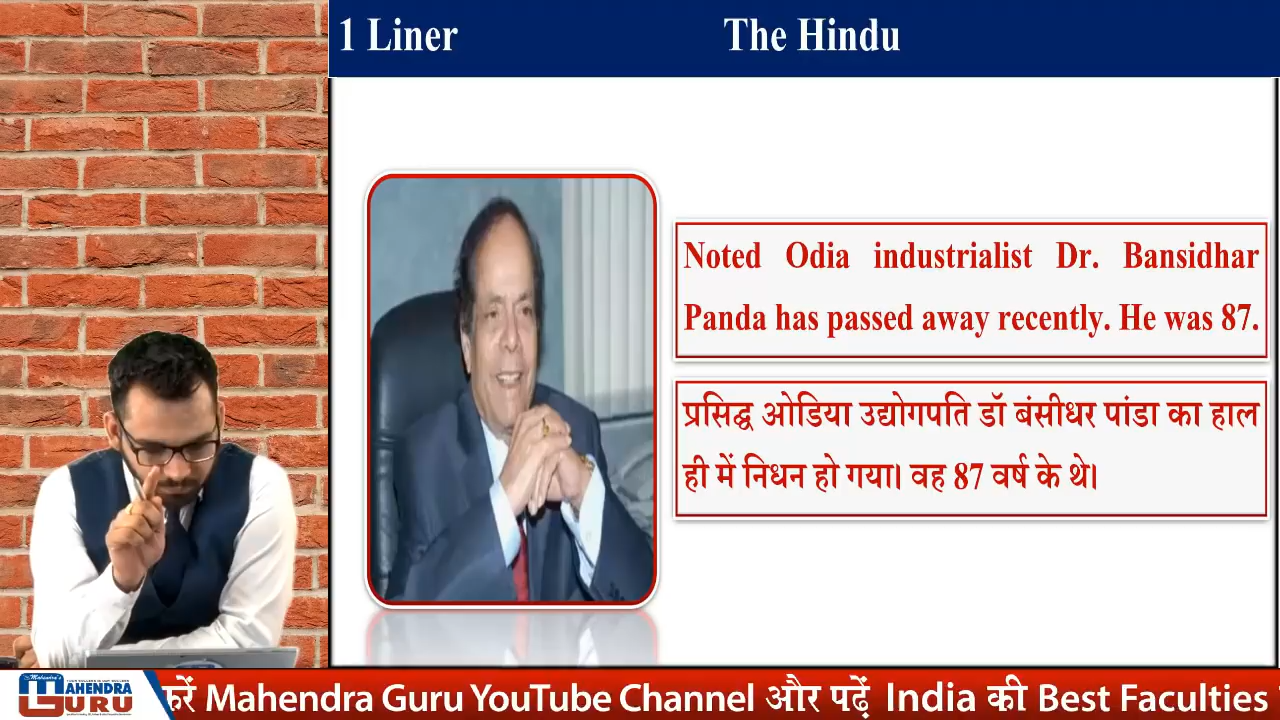 1 Liner
The Hindu
Noted Odia industrialist Dr. Bansidhar
Panda has passed away recently. He was 87.
प्रसिद्ध ओडिया उद्योगपति डॉ बंसीधर पांडा का हाल
ही में निधन हो गया। वह 87 वर्ष के थे।
Mahendra's
MAHENDRA
GURU
करें Mahendra Guru YouTube Channel और पढ़ें India की Best Faculties